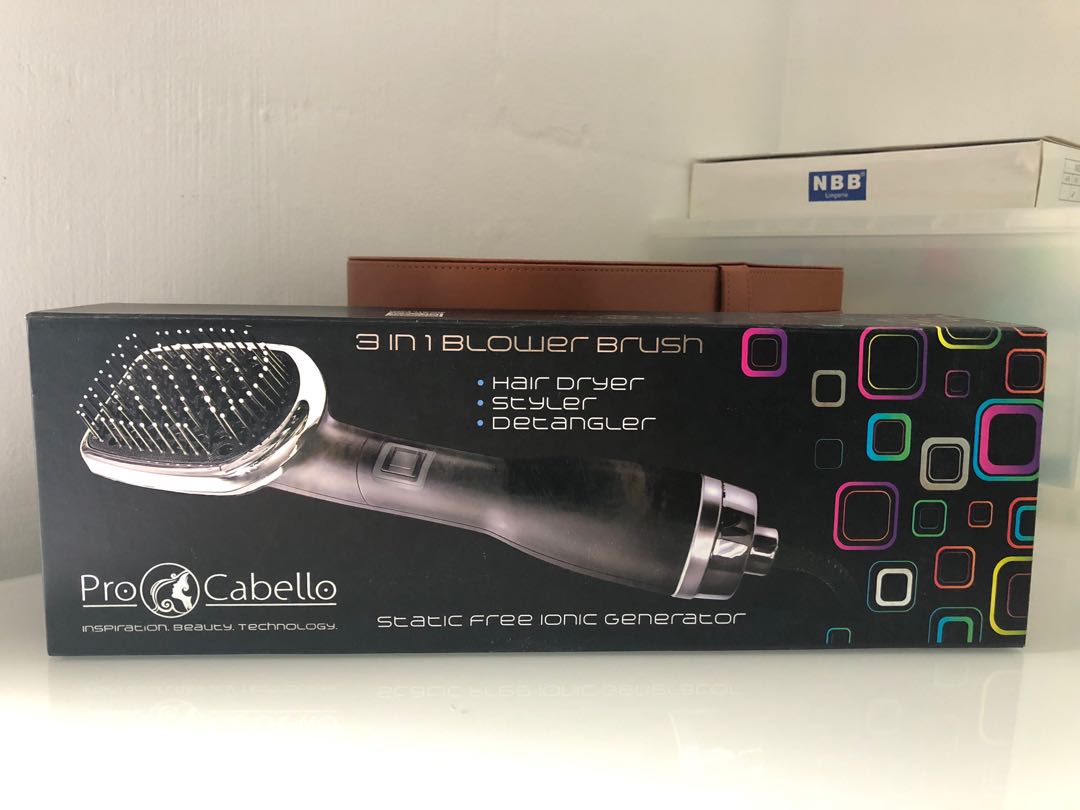 NBB®
Lingerie
3 in 1 Blower Brush
• Hair Dryer
• Styler
• Detangler
Pro Cabello
Inspiration. Beauty. Technology.
Static Free Ionic Generator